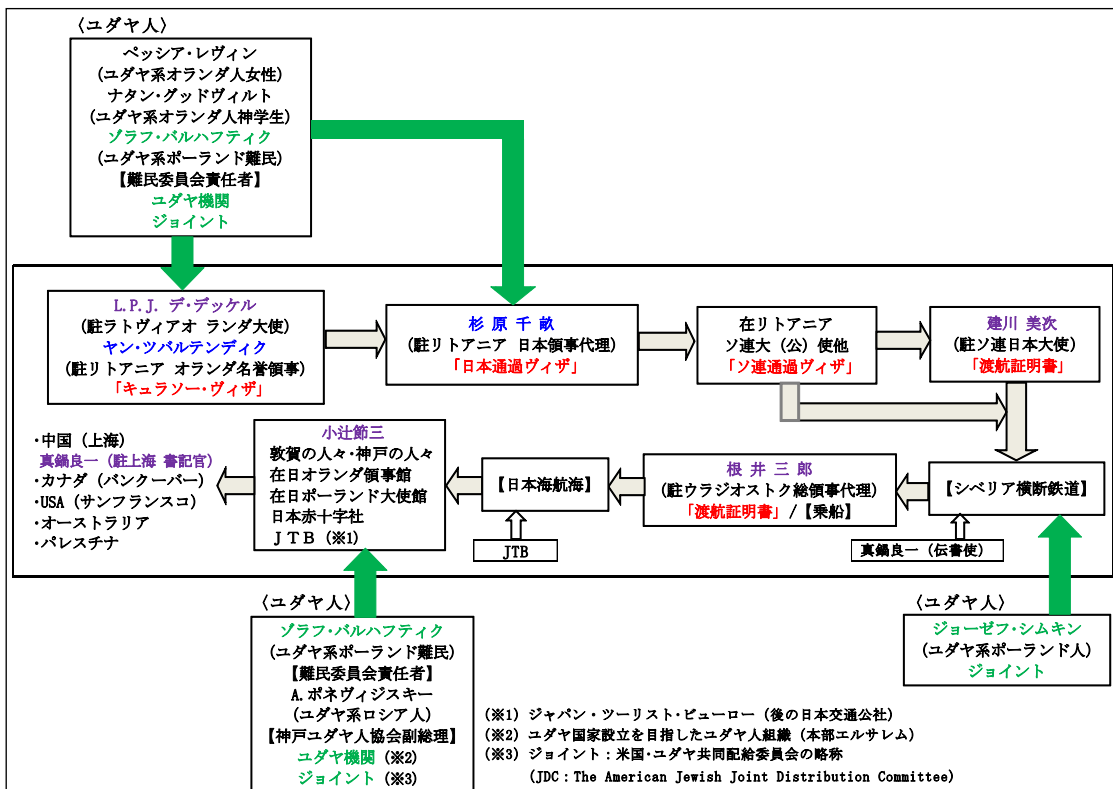 〈ユダヤ人〉
ペッシア・レヴィン
(ユダヤ系オランダ人女性)
ナタン・グッドヴィルト
(ユダヤ系オランダ人神学生)
ゾラフ・バルハフティク
(ユダヤ系ポーランド難民)
【難民委員会責任者】
ユダヤ機関
ジョイント
L.P.J. デ・デッケル
(駐ラトヴィアオ ランダ大使)
ヤン・ツバルテンディク
(駐リトアニア オランダ名誉領事)
「キュラソー・ヴィザ」
杉 原 千 畝
(駐リトアニア 日本領事代理)
「日本通過ヴィザ」
在リトアニア
ソ連大（公）使他
「ソ連通過ヴィザ」
建川 美次
(駐ソ連日本大使)
「渡航証明書」
【シベリア横断鉄道】
真鍋良一（伝書使）
根 井 三 郎
(駐ウラジオストク総領事代理)
「渡航証明書」/【乗船】
【日本海航海】
JTB
小辻節三
敦賀の人々・神戸の人々
在日オランダ領事館
在日ポーランド大使館
日本赤十字社
ＪＴＢ（※1）
・中国（上海）
真鍋良一（駐上海 書記官）
・カナダ（バンクーバー）
・USA（サンフランスコ）
・オーストラリア
・パレスチナ
〈ユダヤ人〉
ゾラフ・バルハフティク
(ユダヤ系ポーランド難民)
【難民委員会責任者】
A.ポネヴィジスキー
(ユダヤ系ロシア人)
【神戸ユダヤ人協会副総理】
ユダヤ機関（※2）
ジョイント（※3）
〈ユダヤ人〉
ジョーゼフ・シムキン
(ユダヤ系ポーランド人)
ジョイント
(※1）ジャパン・ツーリスト・ビューロー（後の日本交通公社）
(※2）ユダヤ国家設立を目指したユダヤ人組織（本部エルサレム）
(※3）ジョイント：米国・ユダヤ共同配給委員会の略称
(JDC：The American Jewish Joint Distribution Committee)